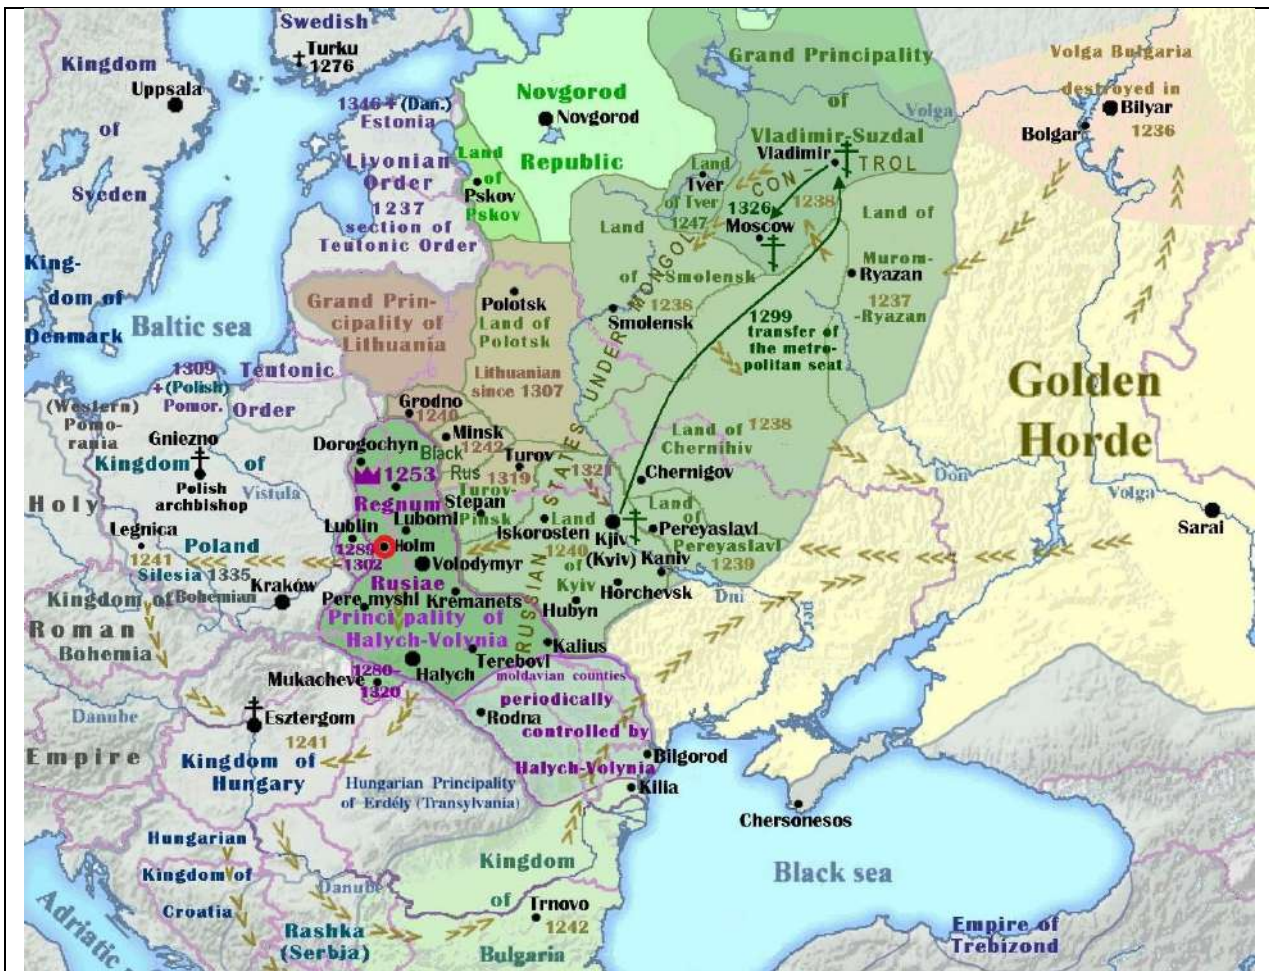 Swedish
Turku
1276
Kingdom
of
Syeden
Uppsala
1346 + (Dan.)
Estonia
Livonian
Order
1237
section of
Teutonic Order
Land
of
Pskov
Pskov
Novgorod
Novgorod
Republic
Grand Principality
of
Vladimir-Suzdal
Vladimir
CON-
TROL
Volga
Volga Bulgaria
destroyed in
Bilyar
1236
Bolgar
Land
Tver
of Tver
1247
1326
1238
Moscow
Land of
Murom-
Ryazan
1237
-Ryazan
Land
of Smolensk
1238
Smolensk
RUSSIAN STATES UNDER MONGOL
1299
transfer of
the metro-
politan seat
King-
dom of
Denmark
Baltic sea
Grand Prin-
cipality of
Lithuania
Polotsk
Land of
Polotsk
Lithuanian
since 1307
1309
+(Polish)
Pomor.
Teutonic
Order
(Western)
Pomo-
rania
Gniezno
Kingdom of
Polish
archbishop
Vistula
Holy
Legnica
1241
Poland
Silesia 1335
Kingdom of Bohemian
Kraków
Roman
Bohemia
Grodno
1240
Minsk
1242
Dorogochyn
Black
Rus
Turov
1319
1253
Regnum
Stepan
Turov-
Pinsk
Lublin
Luboml
1289
-1302
Holm
Volodymyr
Rusiae
Peremyshl
Kremanets
Principality of
Halych-Volynia
Halych
Terebovl
Kalius
Iskorosten
Land
1240
of
Kyiv
Hubyn
Kjiv
(Kyiv)
Kaniv
Horchevsk
Land of
Chernihiv
1238
Chernigov
Land
of
Pereyaslavl
Pereyaslavl
1239
Dni
per
Don
Volga
Golden
Horde
Sarai
Mukacheve
1280-
1320
moldavian counties
periodically
controlled by
Halych-Volynia
Rodna
Bilgorod
Kilia
Danube
Esztergom
1241
Empire
Kingdom of
Hungary
Hungarian Principality
of Erdély (Transylvania)
Hungarian
Kingdom of
Croatia
Danube
Adriatic
Rashka
(Serbia)
Kingdom
of
Bulgaria
Trnovo
1242
Chersonesos
Black sea
Empire of
Trebizond